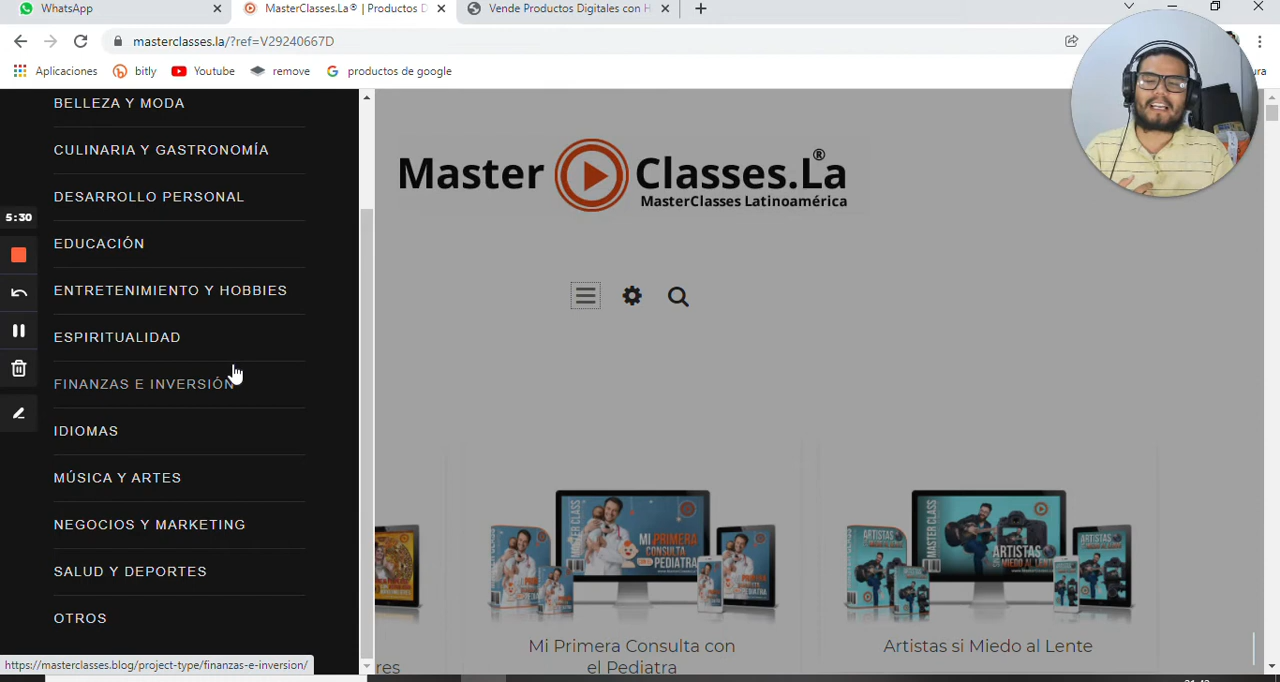 WhatsApp
MasterClasses.La® | Productos D
Vende Productos Digitales con H
masterclasses.la/?ref=V29240667D
Aplicaciones
bitly
Youtube
remove
productos de google
BELLEZA Y MODA
CULINARIA Y GASTRONOMÍA
DESARROLLO PERSONAL
5:30
EDUCACIÓN
ENTRETENIMIENTO Y HOBBIES
ESPIRITUALIDAD
FINANZAS E INVERSIÓN
IDIOMAS
MÚSICA Y ARTES
NEGOCIOS Y MARKETING
SALUD Y DEPORTES
OTROS
https://masterclasses.blog/project-type/finanzas-e-inversion/
Master Classes.La®
MasterClasses Latinoamérica
MASTER CLASS
MI PRIMERA
CONSULTA
PEDIATRA
MASTER CLASS
ARTISTAS
SIN
MIEDO AL
LENTE
res
Mi Primera Consulta con
el Pediatra
Artistas si Miedo al Lente